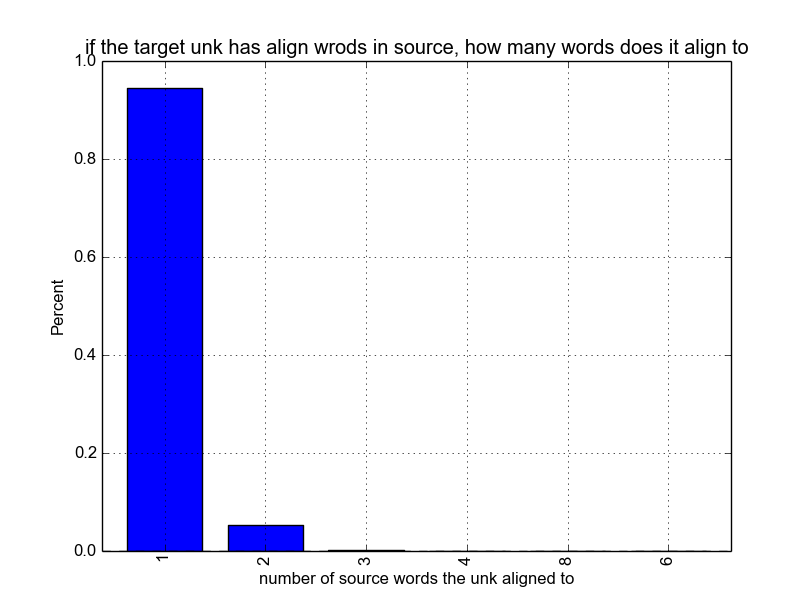 if the target unk has align wrods in source, how many words does it align to
1.0
0.8
0.6
0.4
0.2
0.0
Percent
1 2 3 4 8 6
number of source words the unk aligned to